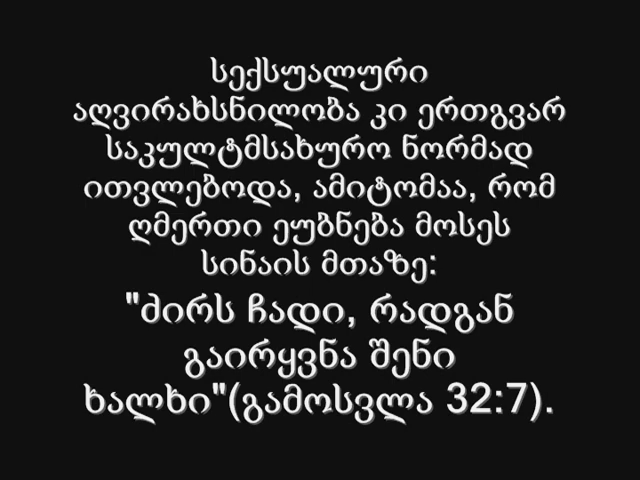 სექსუალური
აღვირახსნილობა კი ერთგვარ
საკულტმსახურო ნორმად
ითვლებოდა, ამიტომაა, რომ
ღმერთი ეუბნება მოსეს
სინაის მთაზე:
"ძირს ჩადი, რადგან
გაირყვნა შენი
ხალხი"(გამოსვლა 32:7).